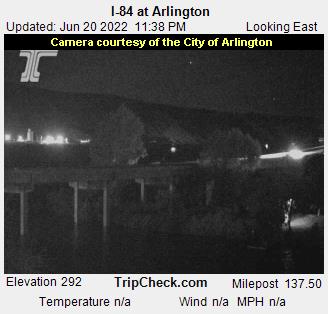 I-84 at Arlington
Updated: Jun 20 2022 11:38 PM Looking East
Camera courtesy of the City of Arlington
Elevation 292 TripCheck.com Milepost 137.50
Temperature n/a Wind n/a MPH n/a